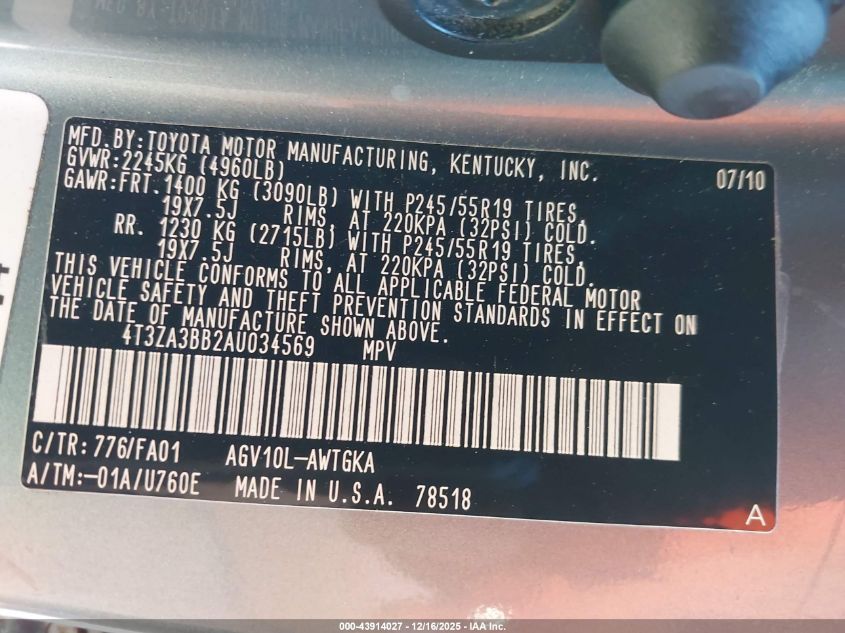 MFD.BY:TOYOTA MOTOR MANUFACTURING, KENTUCKY, INC. 07/10
GVWR:2245KG (4960LB)
GAWR:FRT.1400 KG (3090LB) WITH P245/55R19 TIRES,
19X7.5J RIMS, AT 220KPA (32PSI) COLD.
RR. 1230 KG (2715LB) WITH P245/55R19 TIRES,
19X7.5J RIMS, AT 220KPA (32PSI) COLD.
THIS VEHICLE CONFORMS TO ALL APPLICABLE FEDERAL MOTOR
VEHICLE SAFETY AND THEFT PREVENTION STANDARDS IN EFFECT ON
THE DATE OF MANUFACTURE SHOWN ABOVE.
4T3ZA3BB2AU034569 MPV
C/TR:776/FA01 AGV10L-AWTGKA
A/TM:-01A/U760E MADE IN U.S.A. 78518
A
000-43914027 - 12/16/2025 - IAA Inc.